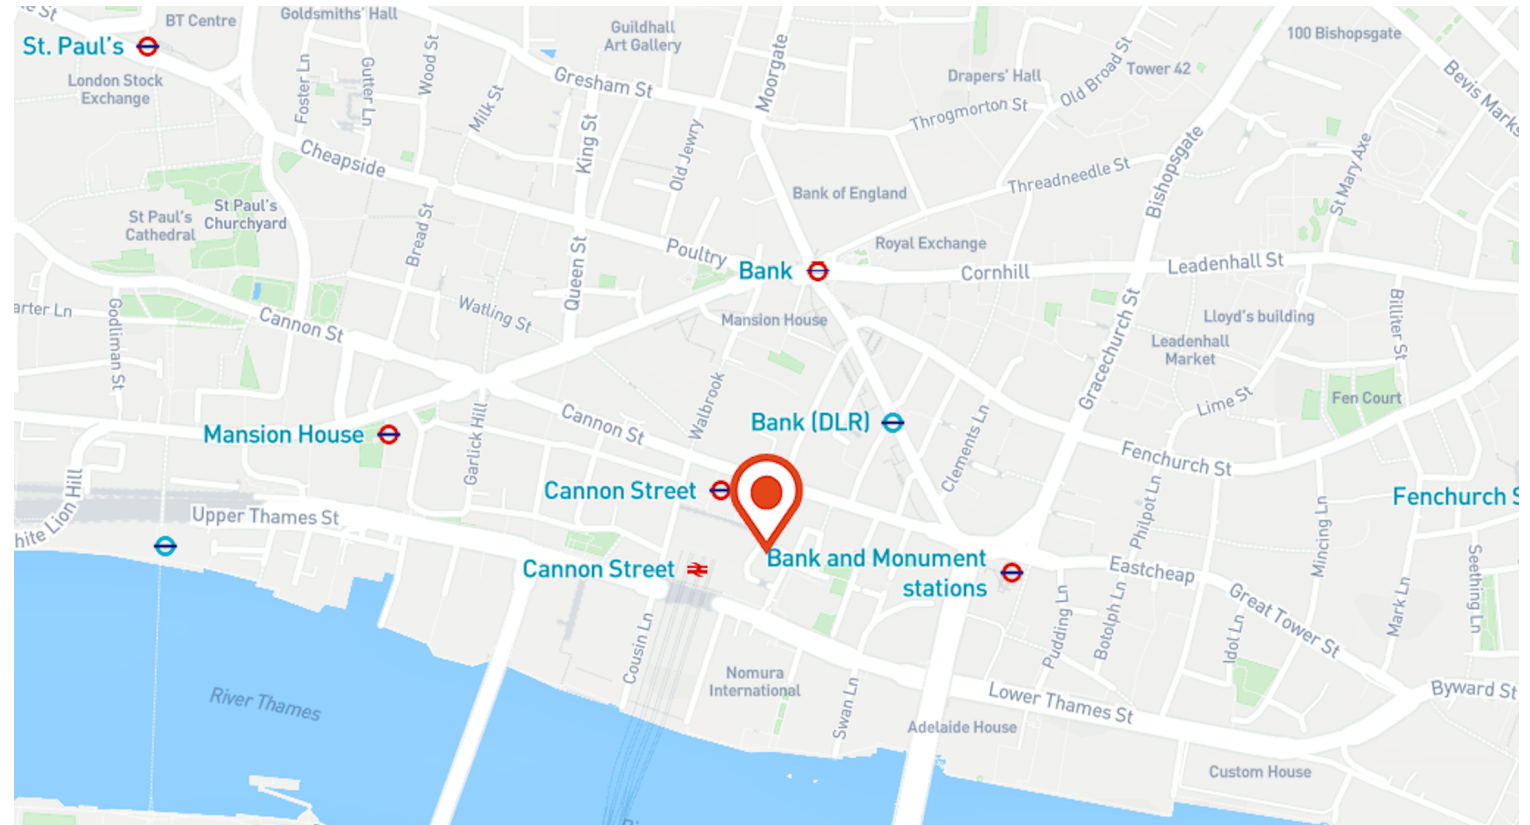 BT Centre
Goldsmiths' Hall
Guildhall
Art Gallery
100 Bishopsgate
St. Paul's
London Stock
Exchange
Foster Ln
Gutter Ln
Wood St
Milk St
Gresham St
King St
Old Jewry
Moorgate
Drapers' Hall
Throgmorton St
Old Broad St
Tower 42
Bevis Marks
Cheapside
Bank of England
Threadneedle St
Bishopsgate
St Mary Axe
St Paul's
Cathedral
St Paul's
Churchyard
Bread St
Queen St
Poultry
Royal Exchange
Bank
Cornhill
Leadenhall St
arter Ln
Godliman St
Cannon St
Watling St
Mansion House
Gracechurch St
Lloyd's building
Leadenhall
Market
Billiter St
Lime St
Fen Court
Mansion House
Garlick Hill
Cannon St
Walbrook
Bank (DLR)
Clements Ln
Fenchurch St
hite Lion Hill
Upper Thames St
Cannon Street
Philpot Ln
Mincing Ln
Fenchurch S
Cannon Street
Bank and Monument
stations
Eastcheap
Great Tower St
Seething Ln
Mark Ln
Cousin Ln
Pudding Ln
Botolph Ln
Idol Ln
River Thames
Nomura
International
Swan Ln
Lower Thames St
Adelaide House
Byward St
Custom House